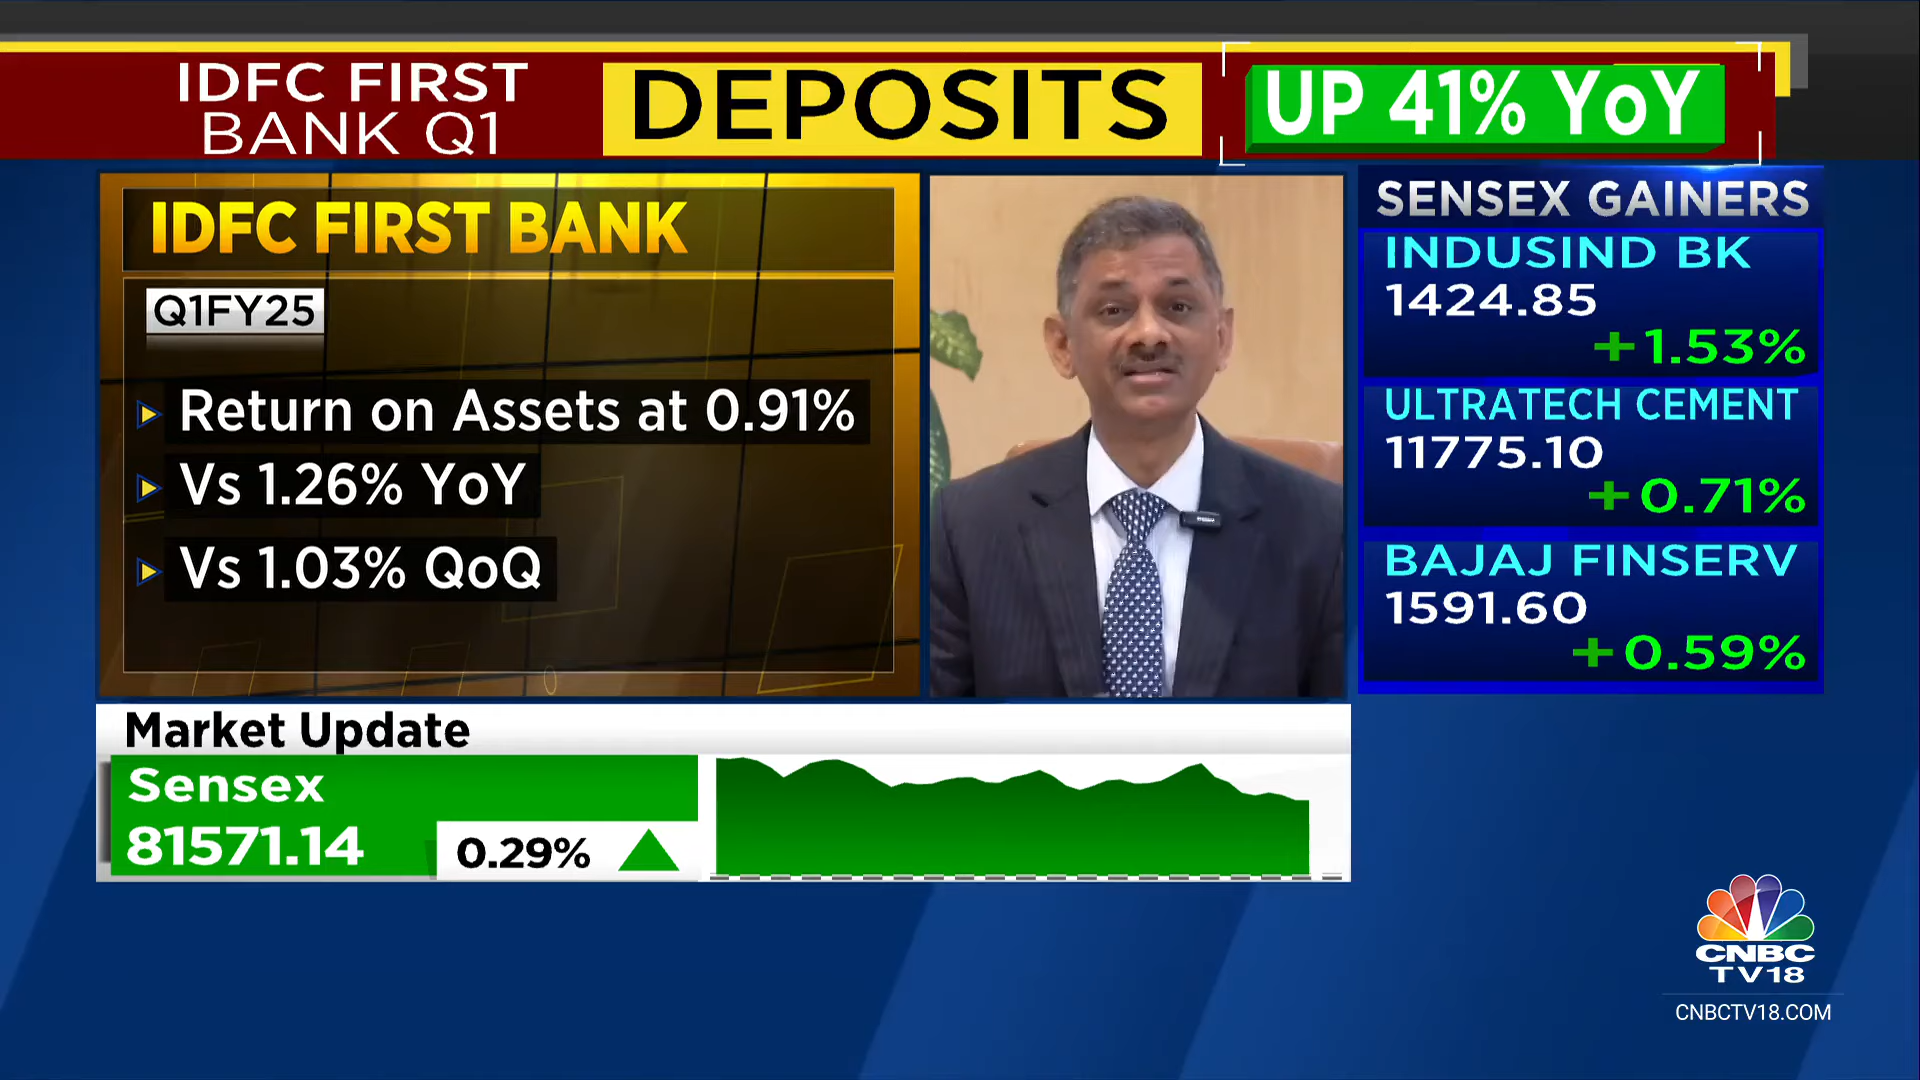 IDFC FIRST
BANK Q1
DEPOSITS
UP 41% YoY
IDFC FIRST BANK
Q1FY25
Return on Assets at 0.91%
Vs 1.26% YoY
Vs 1.03% QoQ
SENSEX GAINERS
INDUSIND BK
1424.85
+1.53%
ULTRATECH CEMENT
11775.10
+0.71%
BAJAJ FINSERV
1591.60
+0.59%
Market Update
Sensex
81571.14
0.29%
CNBC
TV18
CNBCTV18.COM